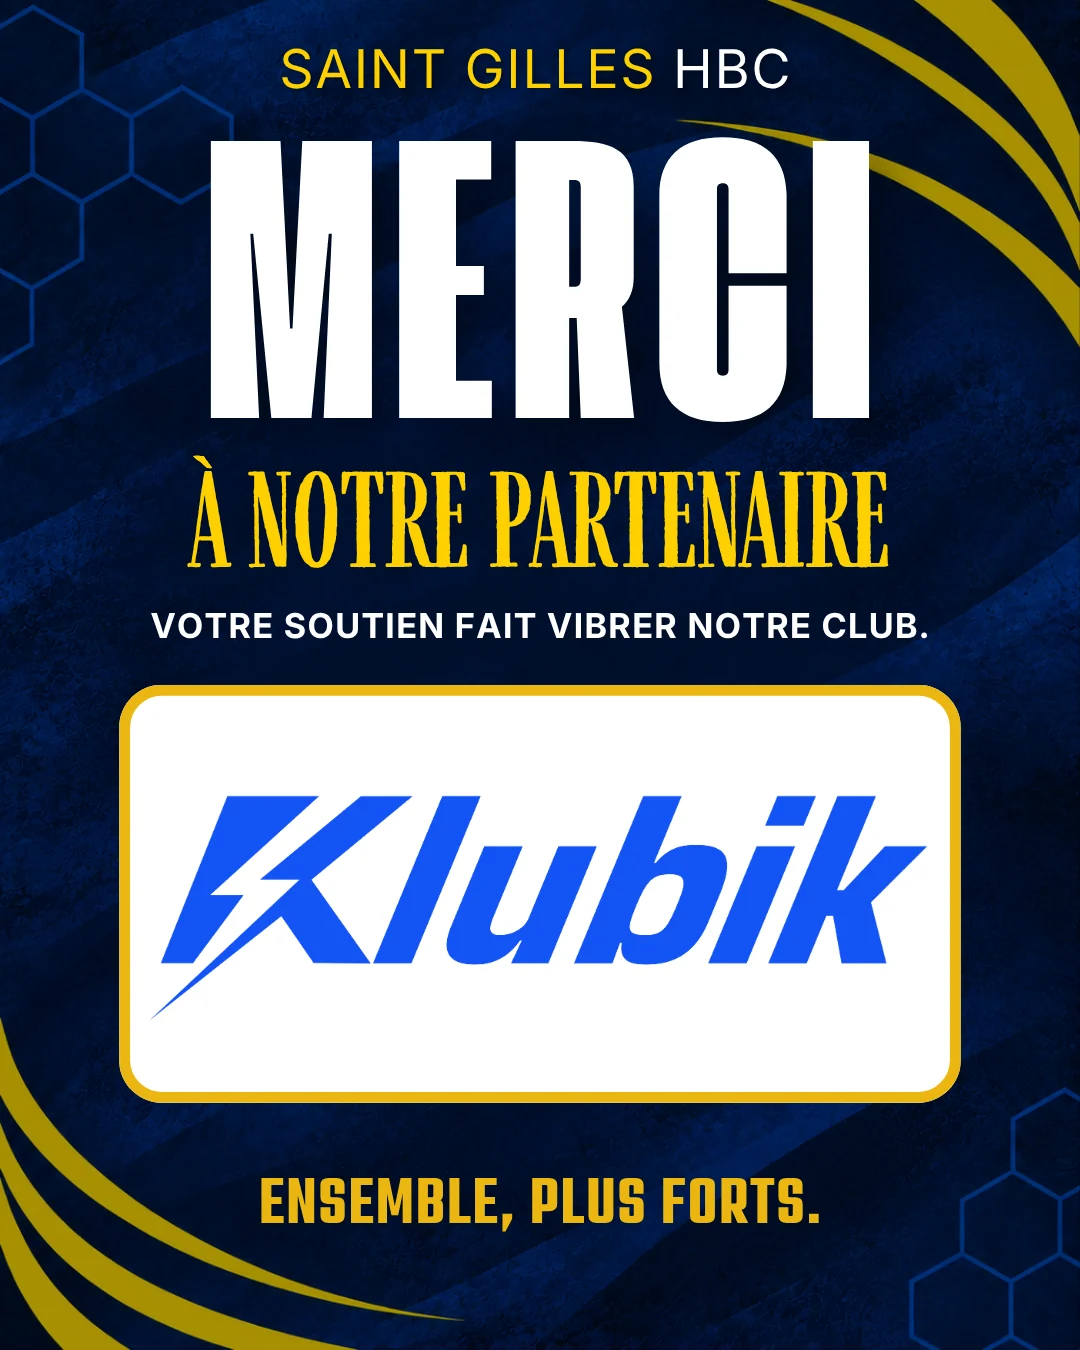 SAINT GILLES HBC
MERCI
À NOTRE PARTENAIRE
VOTRE SOUTIEN FAIT VIBRER NOTRE CLUB.
Klubik
ENSEMBLE, PLUS FORTS.